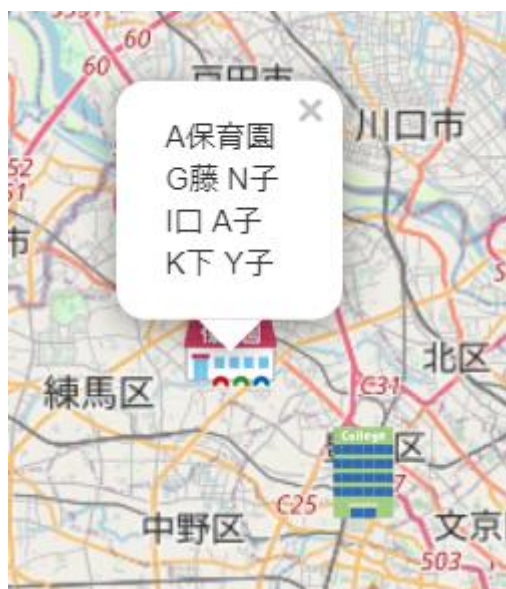 60
60
戸田市
川口市
A保育園
G藤 N子
I口 A子
K下 Y子
市
北区
練馬区
C31
College
区
C25
中野区
文京
503